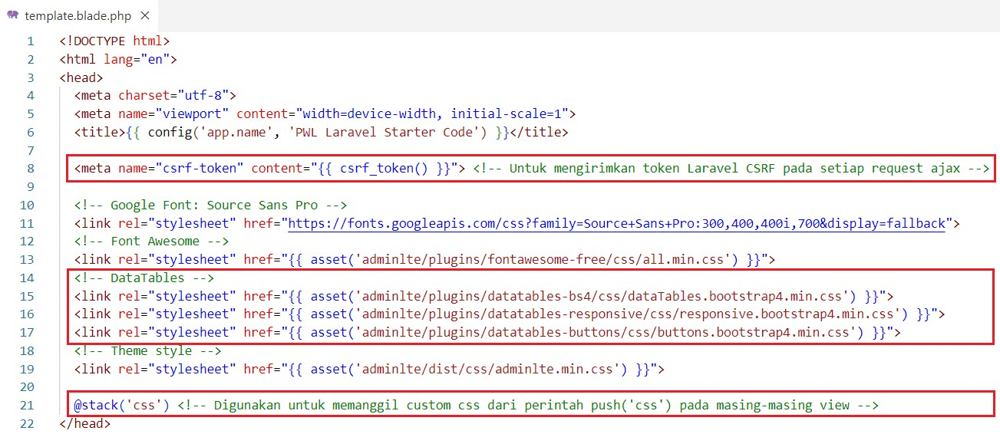 template.blade.php ×
1 <!DOCTYPE html>
2 <html lang="en">
3 <head>
4 <meta charset="utf-8">
5 <meta name="viewport" content="width=device-width, initial-scale=1">
6 <title>{{ config('app.name', 'PWL Laravel Starter Code') }}</title>
7
8 <meta name="csrf-token" content="{{ csrf_token() }}"> <!-- Untuk mengirimkan token Laravel CSRF pada setiap request ajax -->
9
10 <!-- Google Font: Source Sans Pro -->
11 <link rel="stylesheet" href="https://fonts.googleapis.com/css?family=Source+Sans+Pro:300,400,400i,700&display=fallback">
12 <!-- Font Awesome -->
13 <link rel="stylesheet" href="{{ asset('adminlte/plugins/fontawesome-free/css/all.min.css') }}">
14 <!-- DataTables -->
15 <link rel="stylesheet" href="{{ asset('adminlte/plugins/datatables-bs4/css/dataTables.bootstrap4.min.css') }}">
16 <link rel="stylesheet" href="{{ asset('adminlte/plugins/datatables-responsive/css/responsive.bootstrap4.min.css') }}">
17 <link rel="stylesheet" href="{{ asset('adminlte/plugins/datatables-buttons/css/buttons.bootstrap4.min.css') }}">
18 <!-- Theme style -->
19 <link rel="stylesheet" href="{{ asset('adminlte/dist/css/adminlte.min.css') }}">
20
21 @stack('css') <!-- Digunakan untuk memanggil custom css dari perintah push('css') pada masing-masing view -->
22 </head>